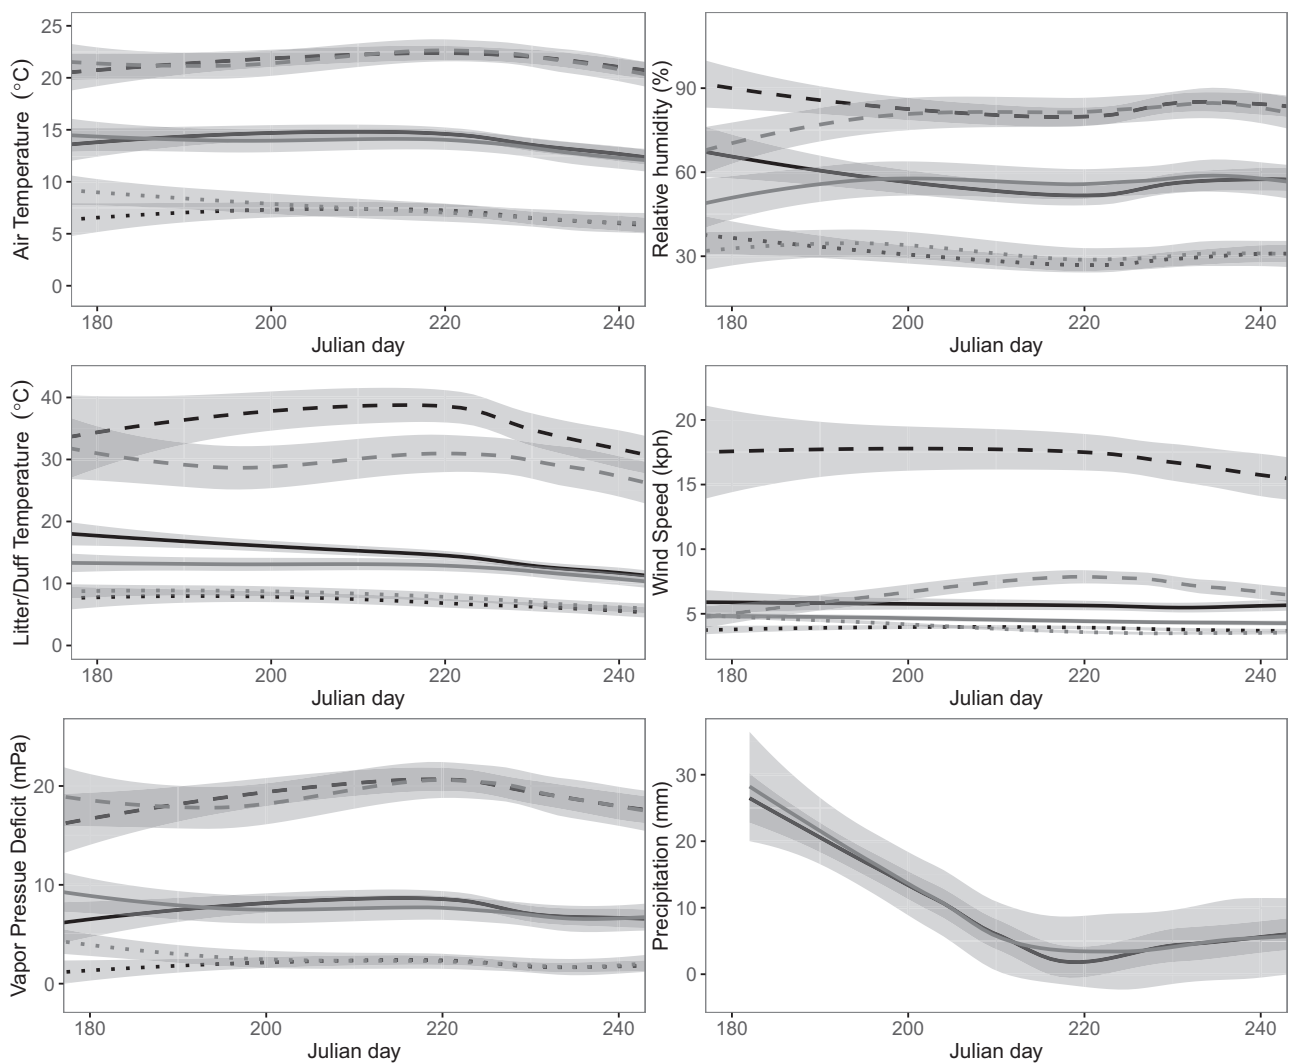 Air Temperature (°C)
25
20
15
10
5
0
180 200 220 240
Julian day
Relative humidity (%)
90
60
30
180 200 220 240
Julian day
Litter/Duff Temperature (°C)
40
30
20
10
0
180 200 220 240
Julian day
Wind Speed (kph)
20
15
10
5
180 200 220 240
Julian day
Vapor Pressue Deficit (mPa)
20
10
0
180 200 220 240
Julian day
Precipitation (mm)
30
20
10
0
180 200 220 240
Julian day